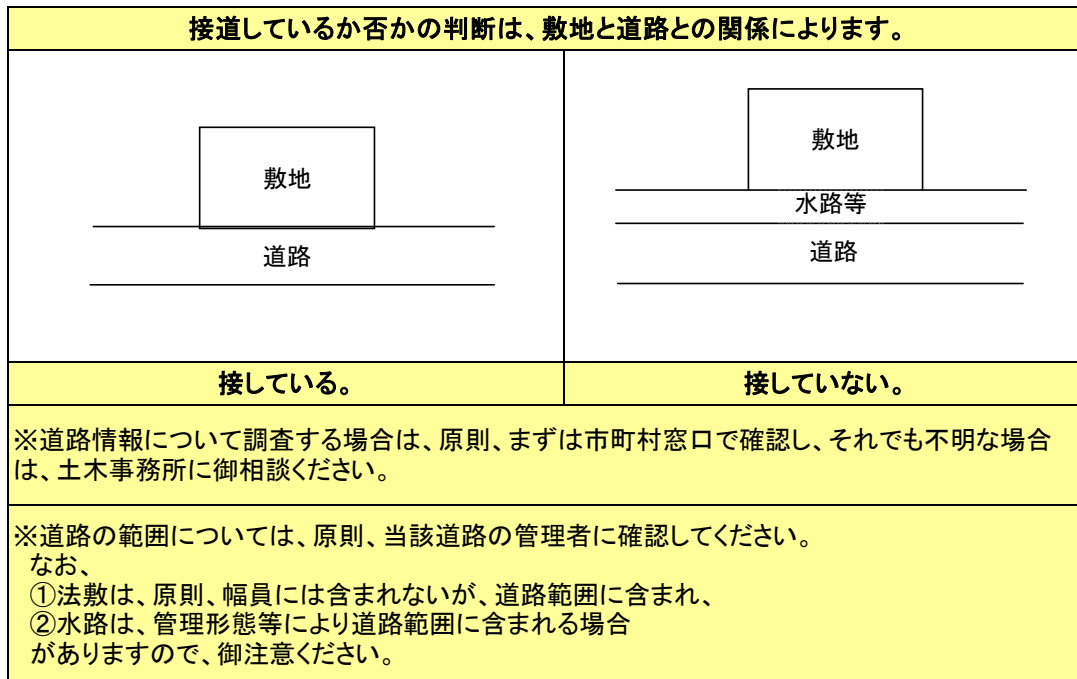 接道しているか否かの判断は、敷地と道路との関係によります。
敷地
道路
敷地
水路等
道路
接している。
接していない。
※道路情報について調査する場合は、原則、まずは市町村窓口で確認し、それでも不明な場合
は、土木事務所に御相談ください。
※道路の範囲については、原則、当該道路の管理者に確認してください。
なお、
①法敷は、原則、幅員には含まれないが、道路範囲に含まれ、
②水路は、管理形態等により道路範囲に含まれる場合
がありますので、御注意ください。